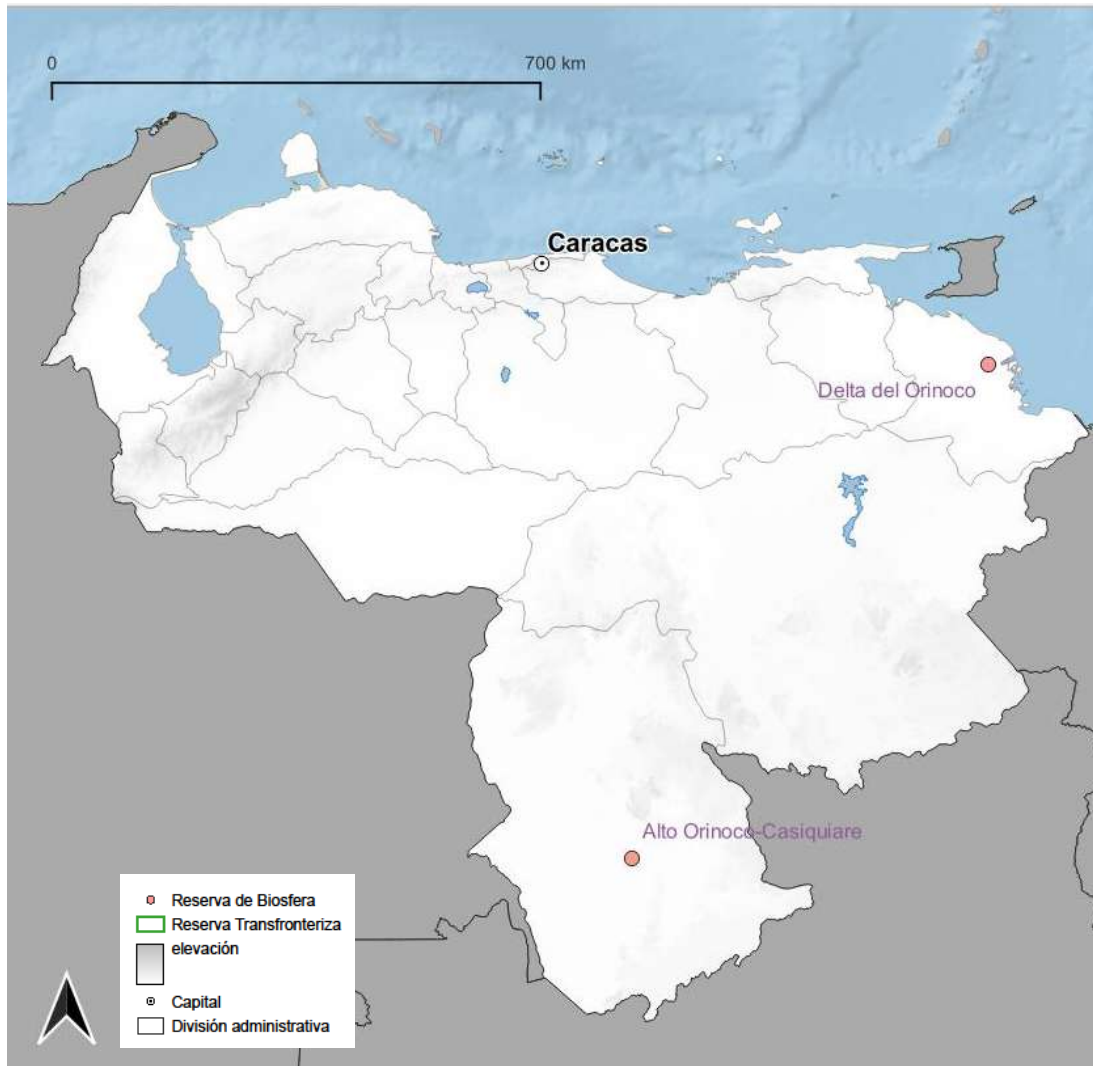 0 700 km
Caracas
Delta del Orinoco
Alto Orinoco-Casiquiare
Reserva de Biosfera
Reserva Transfronteriza
elevación
Capital
División administrativa